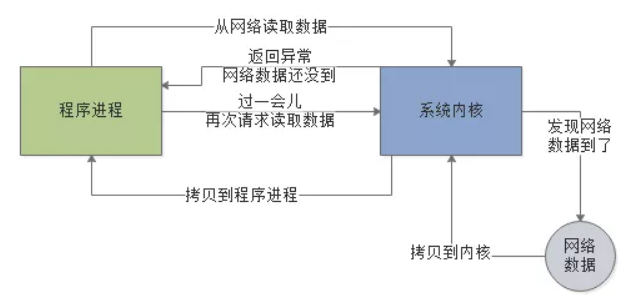 从网络读取数据
返回异常
网络数据还没到
程序进程
过一会儿
再次请求读取数据
系统内核
发现网络
数据到了
拷贝到程序进程
拷贝到内核
网络
数据